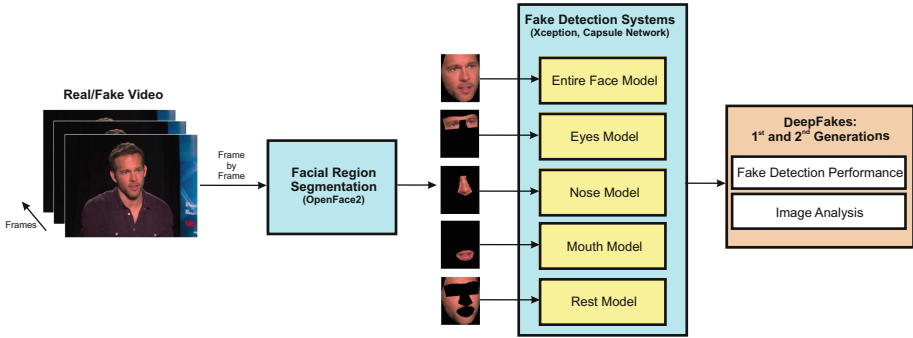 Real/Fake Video
Frames
Frame
by
Frame
Facial Region
Segmentation
(OpenFace2)
Fake Detection Systems
(Xception, Capsule Network)
Entire Face Model
Eyes Model
Nose Model
Mouth Model
Rest Model
DeepFakes:
1st and 2nd Generations
Fake Detection Performance
Image Analysis